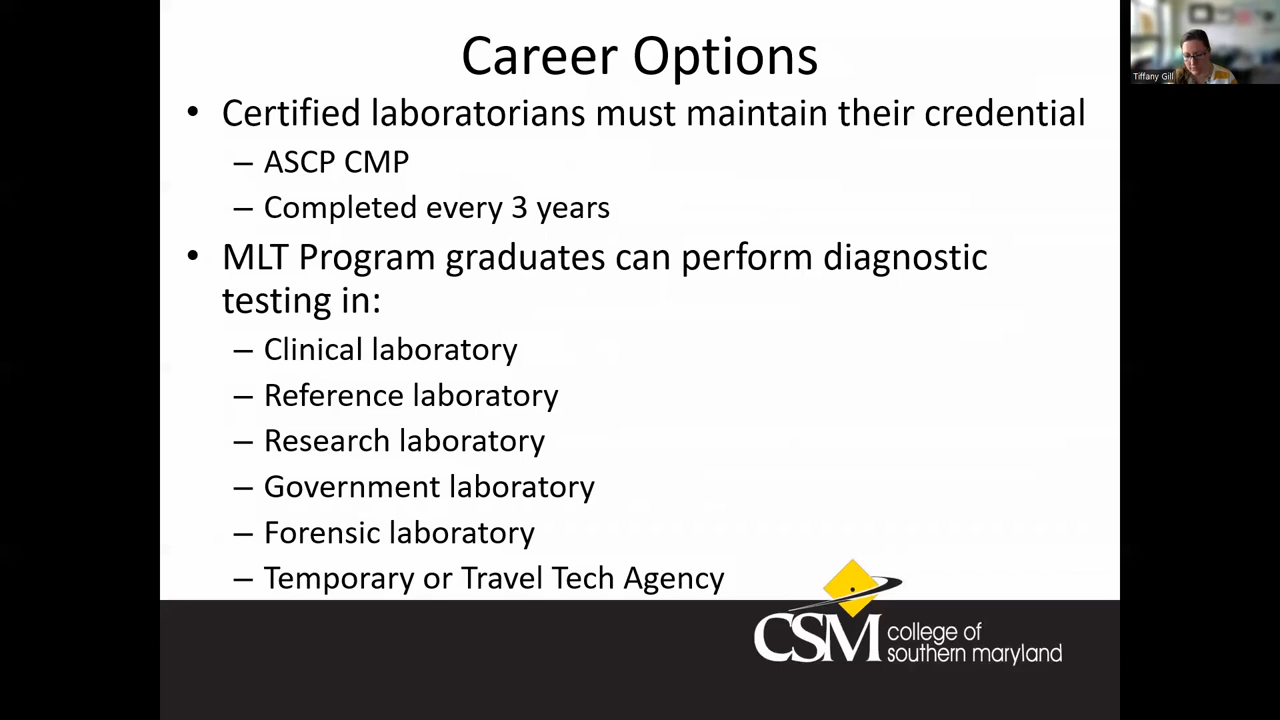 Career Options
• Certified laboratorians must maintain their credential
– ASCP CMP
– Completed every 3 years
• MLT Program graduates can perform diagnostic
testing in:
– Clinical laboratory
– Reference laboratory
– Research laboratory
– Government laboratory
– Forensic laboratory
– Temporary or Travel Tech Agency
CSM college of
southern maryland
Tiffany Gill